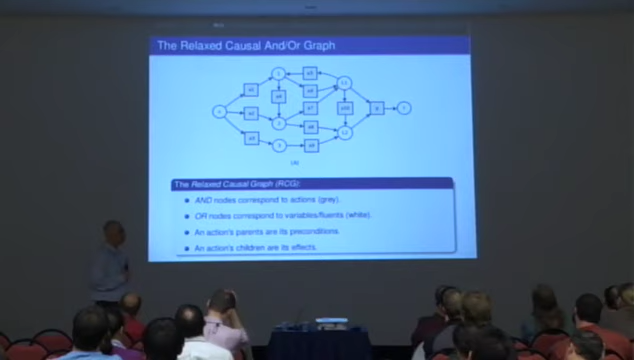 The Relaxed Causal And/Or Graph
(A)
The Relaxed Causal Graph (RCG)
AND nodes correspond to actions (grey).
OR nodes correspond to variables/fluents (white).
An action's parents are its preconditions.
An action's children are its effects.